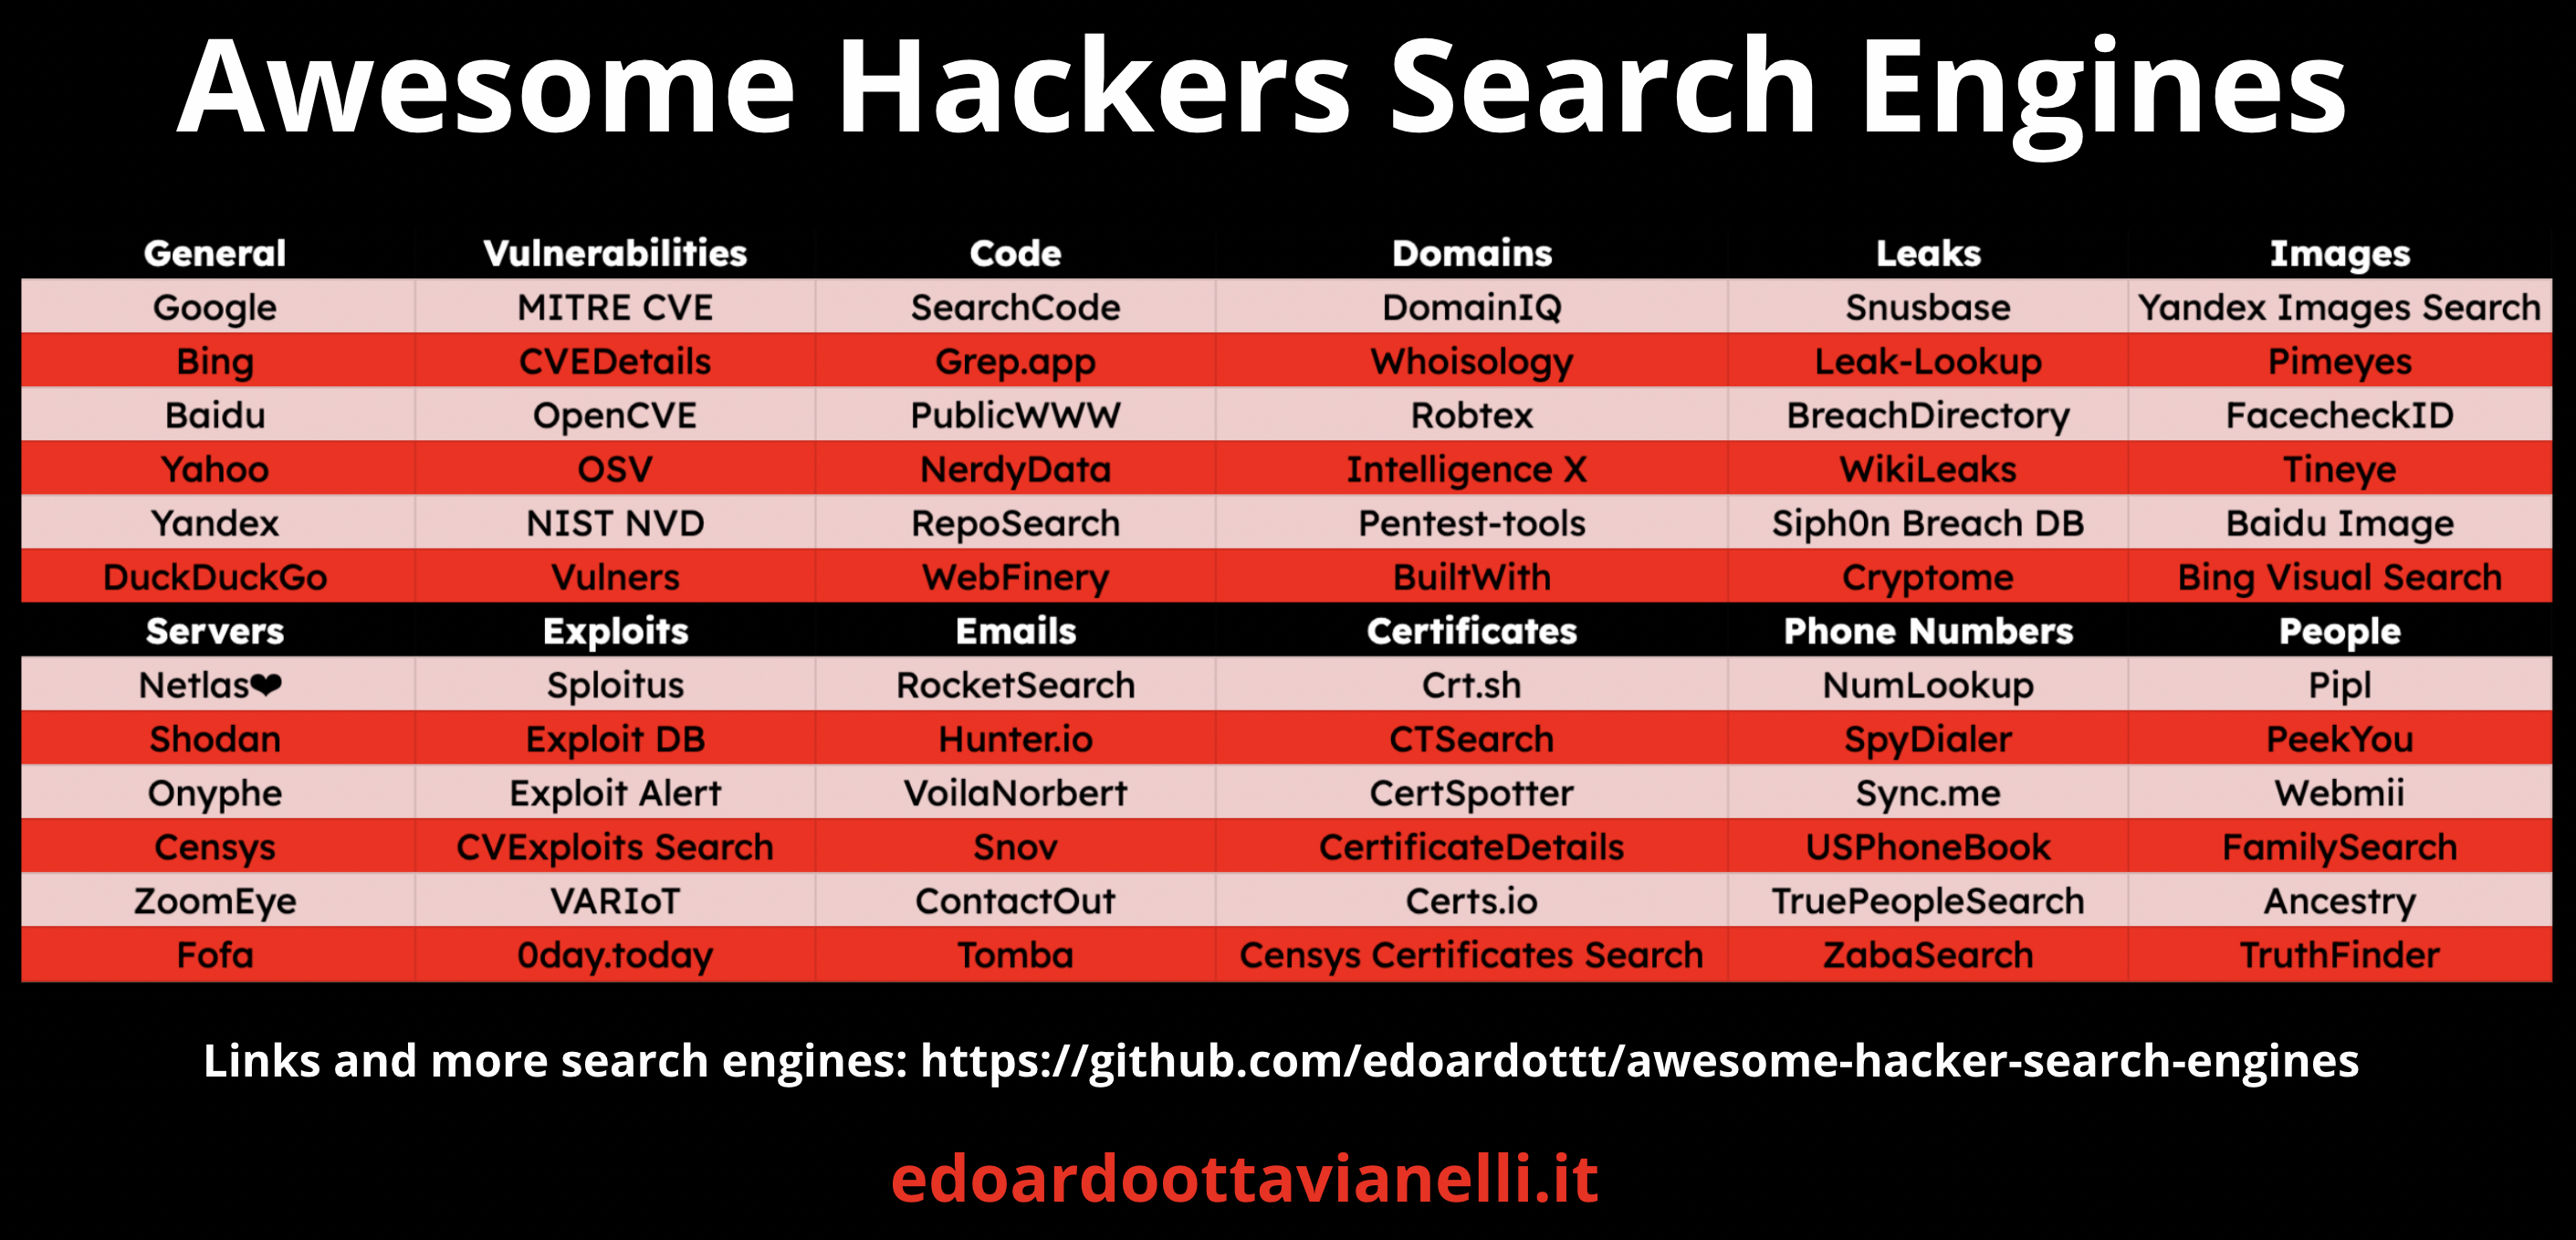 Awesome Hackers Search Engines
General Vulnerabilities Code Domains Leaks Images
Google MITRE CVE SearchCode DomainIQ Snusbase Yandex Images Search
Bing CVEDetails Grep.app Whoisology Leak-Lookup Pimeyes
Baidu OpenCVE PublicWWW Robtex BreachDirectory FacecheckID
Yahoo OSV NerdyData Intelligence X WikiLeaks Tineye
Yandex NIST NVD RepoSearch Pentest-tools Siph0n Breach DB Baidu Image
DuckDuckGo Vulners WebFinery BuiltWith Cryptome Bing Visual Search
Servers Exploits Emails Certificates Phone Numbers People
Netlas❤ Sploitus RocketSearch Crt.sh NumLookup Pipl
Shodan Exploit DB Hunter.io CTSearch SpyDialer PeekYou
Onyphe Exploit Alert VoilaNorbert CertSpotter Sync.me Webmii
Censys CVExploits Search Snov CertificateDetails USPhoneBook FamilySearch
ZoomEye VARIoT ContactOut Certs.io TruePeopleSearch Ancestry
Fofa 0day.today Tomba Censys Certificates Search ZabaSearch TruthFinder
Links and more search engines: https://github.com/edoardottt/awesome-hacker-search-engines
edoardoottavianelli.it